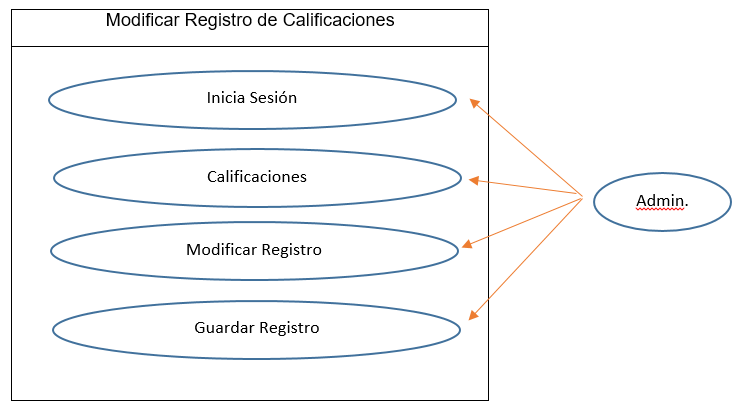 Modificar Registro de Calificaciones
Inicia Sesión
Calificaciones
Admin.
Modificar Registro
Guardar Registro